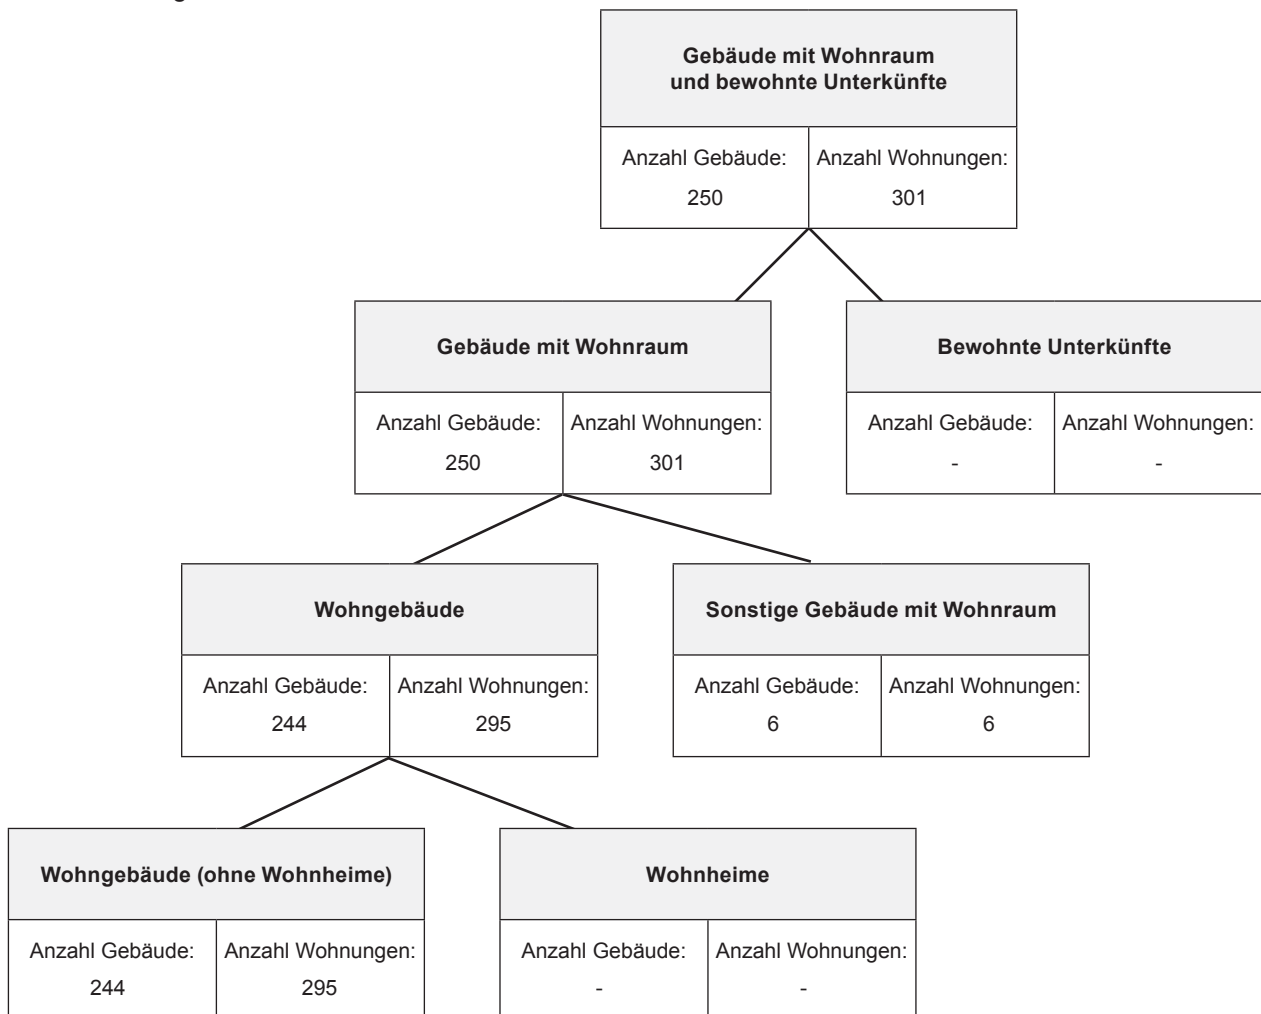 Gebäude mit Wohnraum
und bewohnte Unterkünfte
Anzahl Gebäude: Anzahl Wohnungen:
250 301
Gebäude mit Wohnraum Bewohnte Unterkünfte
Anzahl Gebäude: Anzahl Wohnungen: Anzahl Gebäude: Anzahl Wohnungen:
250 301 - -
Wohngebäude Sonstige Gebäude mit Wohnraum
Anzahl Gebäude: Anzahl Wohnungen: Anzahl Gebäude: Anzahl Wohnungen:
244 295 6 6
Wohngebäude (ohne Wohnheime) Wohnheime
Anzahl Gebäude: Anzahl Wohnungen: Anzahl Gebäude: Anzahl Wohnungen:
244 295 - -